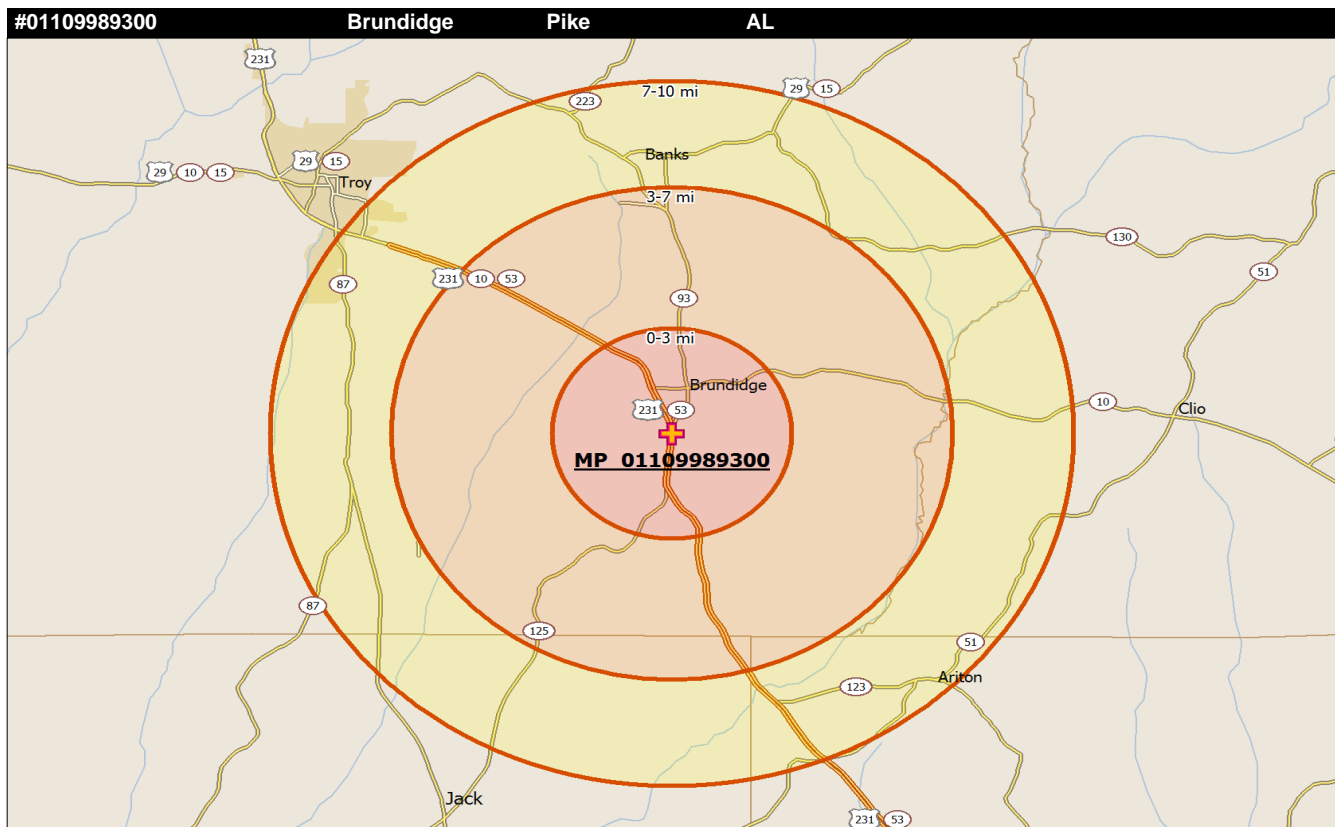 #01109989300 Brundidge Pike AL
231
7-10 mi
29 15
223
Banks
29 15
29 10 15
Troy
3-7 mi
130
51
231 10 53
87
93
0-3 mi
Brundidge
10
Clio
231 53
MP 01109989300
87
125
51
Ariton
123
Jack
231 53